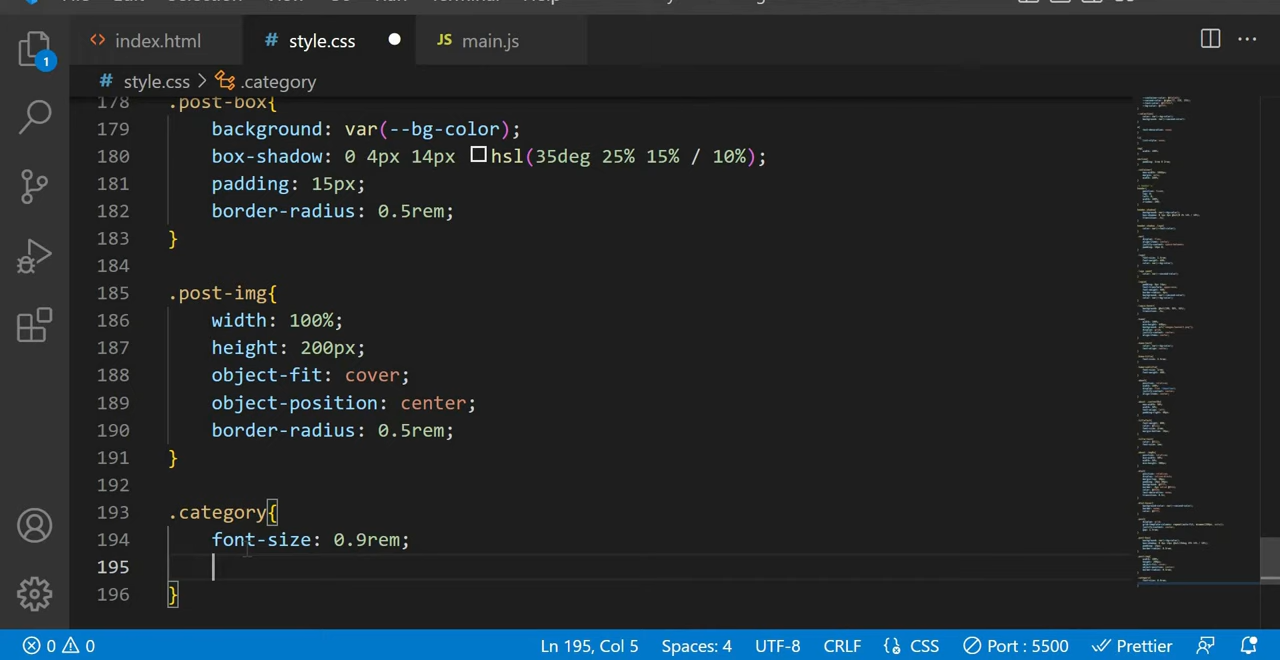 index.html
# style.css
JS main.js
1
# style.css > .category
178 .post-box{
179 background: var(--bg-color);
180 box-shadow: 0 4px 14px hsl(35deg 25% 15% / 10%);
181 padding: 15px;
182 border-radius: 0.5rem;
183 }
184
185 .post-img{
186 width: 100%;
187 height: 200px;
188 object-fit: cover;
189 object-position: center;
190 border-radius: 0.5rem;
191 }
192
193 .category{
194 font-size: 0.9rem;
195
196 }
0 0 Ln 195, Col 5 Spaces: 4 UTF-8 CRLF {} CSS Port : 5500 Prettier